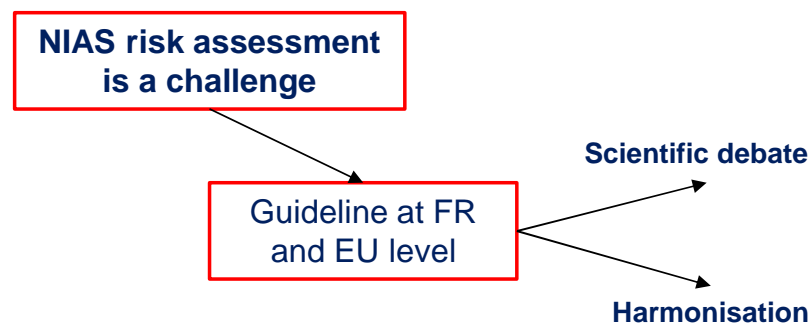 NIAS risk assessment
is a challenge
Scientific debate
Guideline at FR
and EU level
Harmonisation